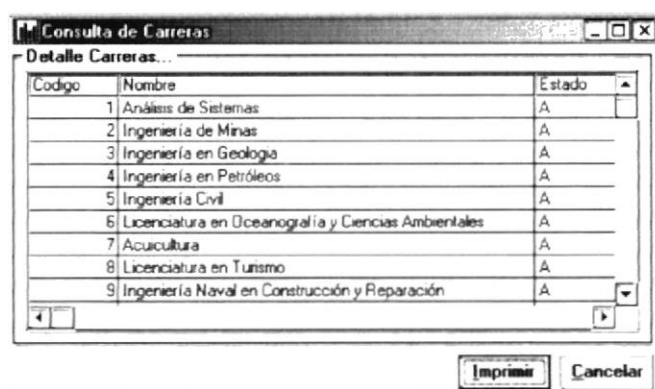 Consulta de Carreras
Detalle Carreras...
Codigo Nombre Estado
1 Análisis de Sistemas A
2 Ingeniería de Minas A
3 Ingeniería en Geologia A
4 Ingeniería en Petróleos A
5 Ingeniería Civil A
6 Licenciatura en Oceanografía y Ciencias Ambientales A
7 Acuicultura A
8 Licenciatura en Turismo A
9 Ingeniería Naval en Construcción y Reparación A
Imprimir Cancelar